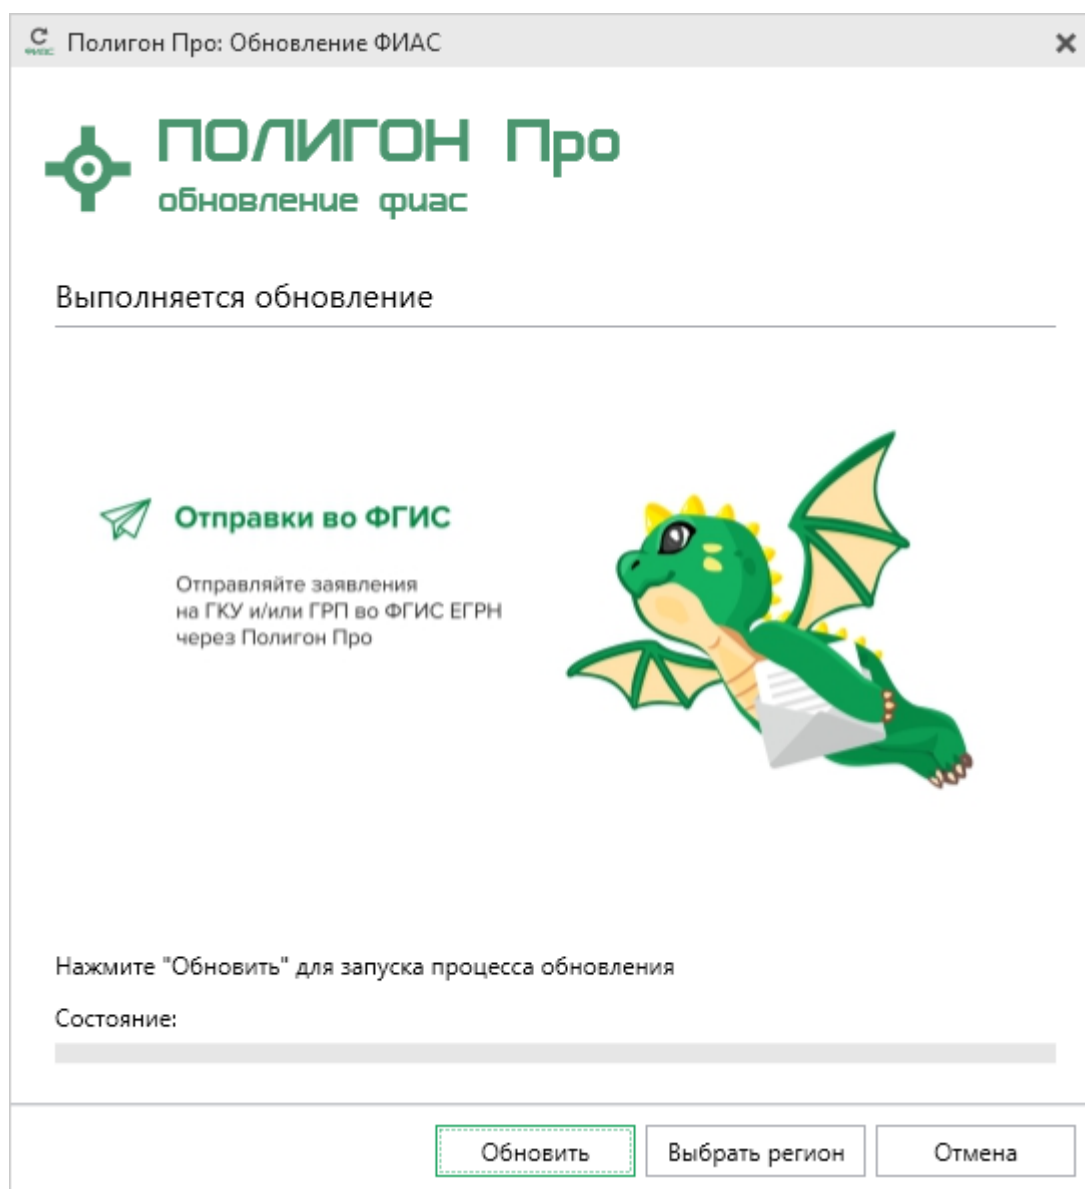 ФИАС Полигон Про: Обновление ФИАС
ПОЛИГОН Про
обновление фиас
Выполняется обновление
Отправки во ФГИС
Отправляйте заявления
на ГКУ и/или ГРП во ФГИС ЕГРН
через Полигон Про
Нажмите "Обновить" для запуска процесса обновления
Состояние:
Обновить Выбрать регион Отмена